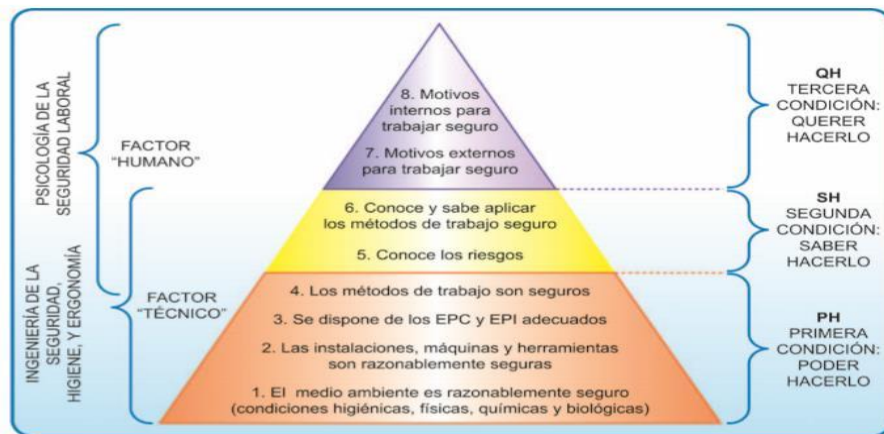 PSICOLOGÍA DE LA
SEGURIDAD LABORAL
INGENIERÍA DE LA
SEGURIDAD,
HIGIENE, Y ERGONOMÍA
FACTOR
"HUMANO"
FACTOR
"TÉCNICO"
8. Motivos
internos para
trabajar seguro
7. Motivos externos
para trabajar seguro
6. Conoce y sabe aplicar
los métodos de trabajo seguro
5. Conoce los riesgos
4. Los métodos de trabajo son seguros
3. Se dispone de los EPC y EPI adecuados
2. Las instalaciones, máquinas y herramientas
son razonablemente seguras
1. El medio ambiente es razonablemente seguro
(condiciones higiénicas, físicas, químicas y biológicas)
QH
TERCERA
CONDICIÓN:
QUERER
HACERLO
SH
SEGUNDA
CONDICIÓN:
SABER
HACERLO
PH
PRIMERA
CONDICIÓN:
PODER
HACERLO